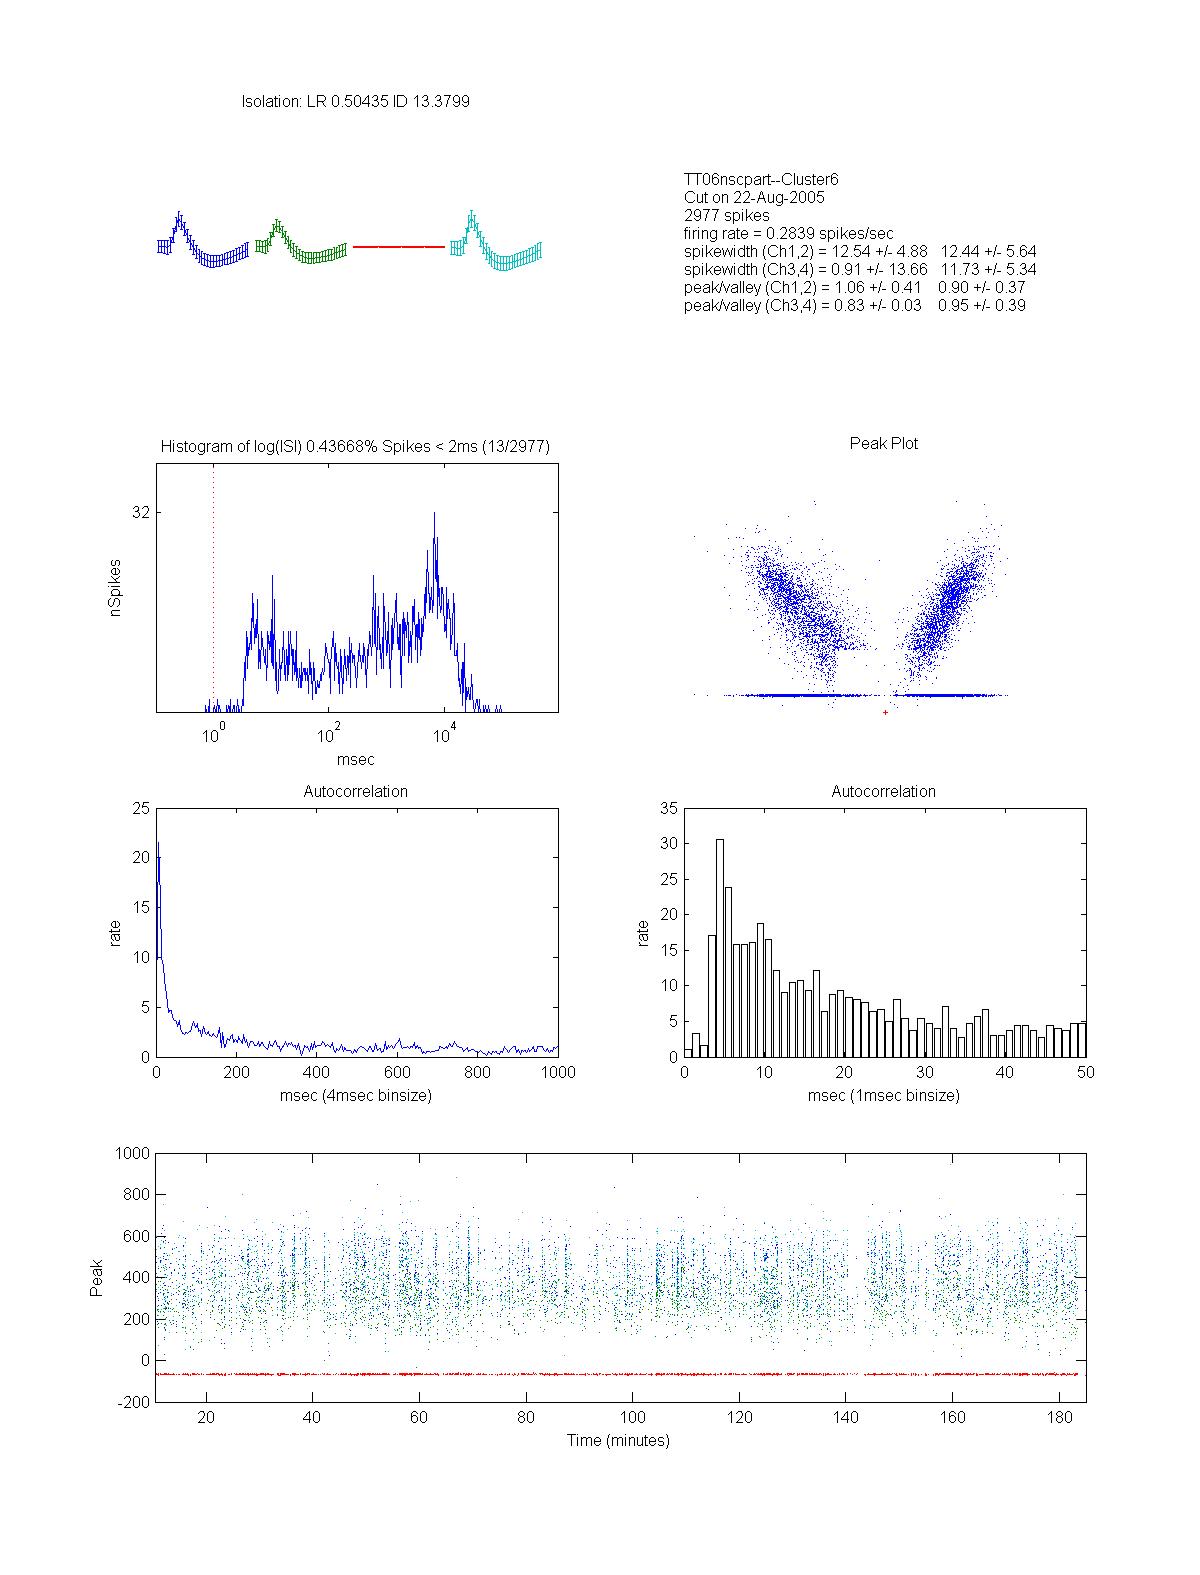 Isolation: LR 0.50435 ID 13.3799
TT06nscpart--Cluster6
Cut on 22-Aug-2005
2977 spikes
firing rate = 0.2839 spikes/sec
spikewidth (Ch1,2) = 12.54 +/- 4.88 12.44 +/- 5.64
spikewidth (Ch3,4) = 0.91 +/- 13.66 11.73 +/- 5.34
peak/valley (Ch1,2) = 1.06 +/- 0.41 0.90 +/- 0.37
peak/valley (Ch3,4) = 0.83 +/- 0.03 0.95 +/- 0.39
Histogram of log(ISI) 0.43668% Spikes < 2ms (13/2977)
32
nSpikes
10^0 10^2 10^4
msec
Peak Plot
Autocorrelation
25
20
15
10
5
0
rate
0 200 400 600 800 1000
msec (4msec binsize)
Autocorrelation
35
30
25
20
15
10
5
0
rate
0 10 20 30 40 50
msec (1msec binsize)
1000
800
600
400
200
0
-200
Peak
20 40 60 80 100 120 140 160 180
Time (minutes)